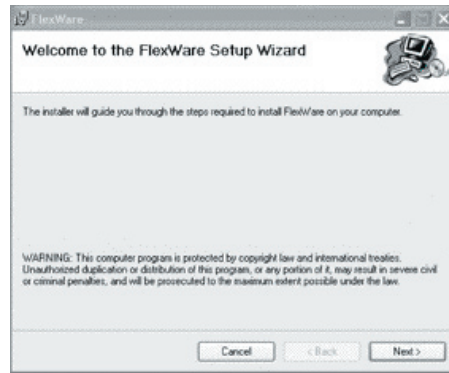 FlexWare
Welcome to the FlexWare Setup Wizard
The installer will guide you through the steps required to install FlexWare on your computer.
WARNING: This computer program is protected by copyright law and international treaties.
Unauthorized duplication or distribution of this program, or any portion of it, may result in severe civil
or criminal penalties, and will be prosecuted to the maximum extent possible under the law.
Cancel
< Back
Next >